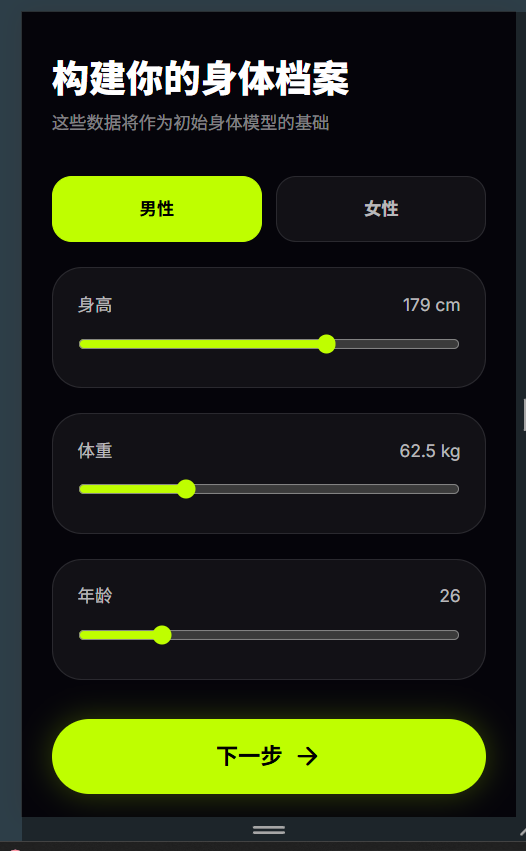 构建你的身体档案
这些数据将作为初始身体模型的基础
男性
女性
身高
179 cm
体重
62.5 kg
年龄
26
下一步 →